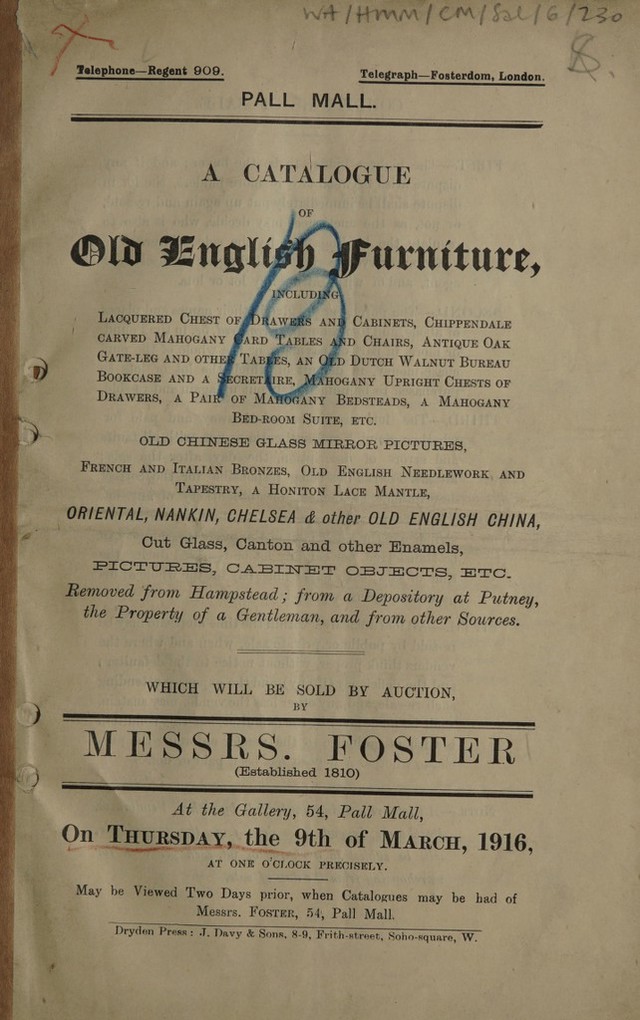 WA/HMM/CM/Sal/6/230
Telephone—Regent 909.
Telegraph—Fosterdom, London.
PALL MALL.
A CATALOGUE
OF
Old English Furniture,
INCLUDING
LACQUERED CHEST OF DRAWERS AND CABINETS, CHIPPENDALE
CARVED MAHOGANY CARD TABLES AND CHAIRS, ANTIQUE OAK
GATE-LEG AND OTHER TABLES, AN OLD DUTCH WALNUT BUREAU
BOOKCASE AND A SECRETAIRE, MAHOGANY UPRIGHT CHESTS OF
DRAWERS, A PAIR OF MAHOGANY BEDSTEADS, A MAHOGANY
BED-ROOM SUITE, ETC.
OLD CHINESE GLASS MIRROR PICTURES,
FRENCH AND ITALIAN BRONZES, OLD ENGLISH NEEDLEWORK AND
TAPESTRY, A HONITON LACE MANTLE,
ORIENTAL, NANKIN, CHELSEA & other OLD ENGLISH CHINA,
Cut Glass, Canton and other Enamels,
PICTURES, CABINET OBJECTS, ETC.
Removed from Hampstead; from a Depository at Putney,
the Property of a Gentleman, and from other Sources.
WHICH WILL BE SOLD BY AUCTION,
BY
MESSRS. FOSTER
(Established 1810)
At the Gallery, 54, Pall Mall,
On THURSDAY, the 9th of MARCH, 1916,
AT ONE O'CLOCK PRECISELY.
May be Viewed Two Days prior, when Catalogues may be had of
Messrs. FOSTER, 54, Pall Mall.
Dryden Press: J. Davy & Sons, 8-9, Frith-street, Soho-square, W.